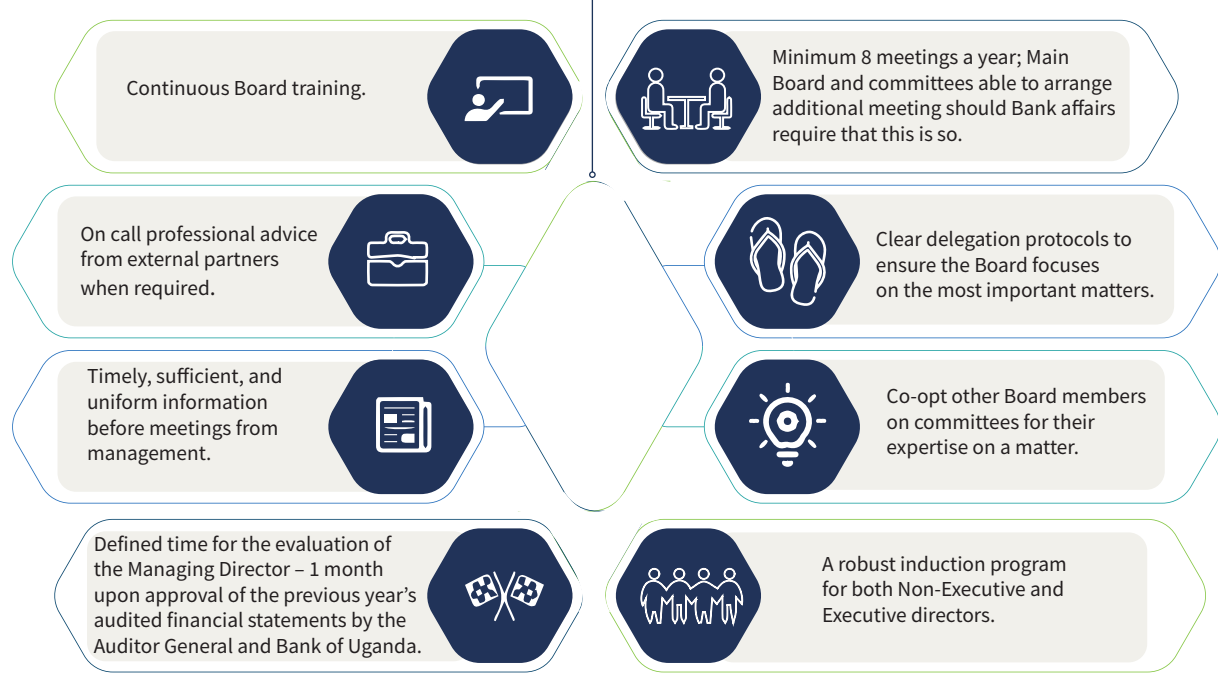 Continuous Board training.
Minimum 8 meetings a year; Main
Board and committees able to arrange
additional meeting should Bank affairs
require that this is so.
On call professional advice
from external partners
when required.
Clear delegation protocols to
ensure the Board focuses
on the most important matters.
Timely, sufficient, and
uniform information
before meetings from
management.
Co-opt other Board members
on committees for their
expertise on a matter.
Defined time for the evaluation of
the Managing Director – 1 month
upon approval of the previous year’s
audited financial statements by the
Auditor General and Bank of Uganda.
A robust induction program
for both Non-Executive and
Executive directors.